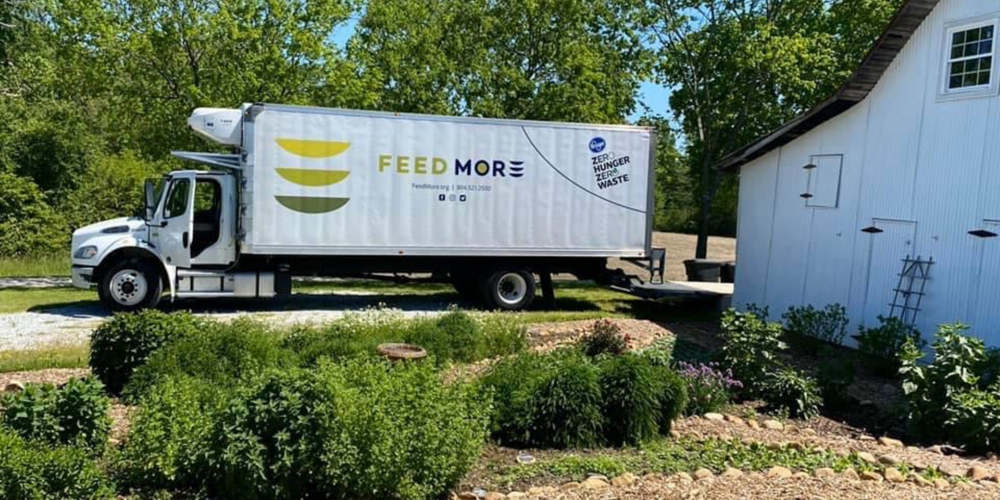 FEED MORE
FeedMore.org | 804.521.2500
Kroger
ZERO
HUNGER
ZERO
WASTE